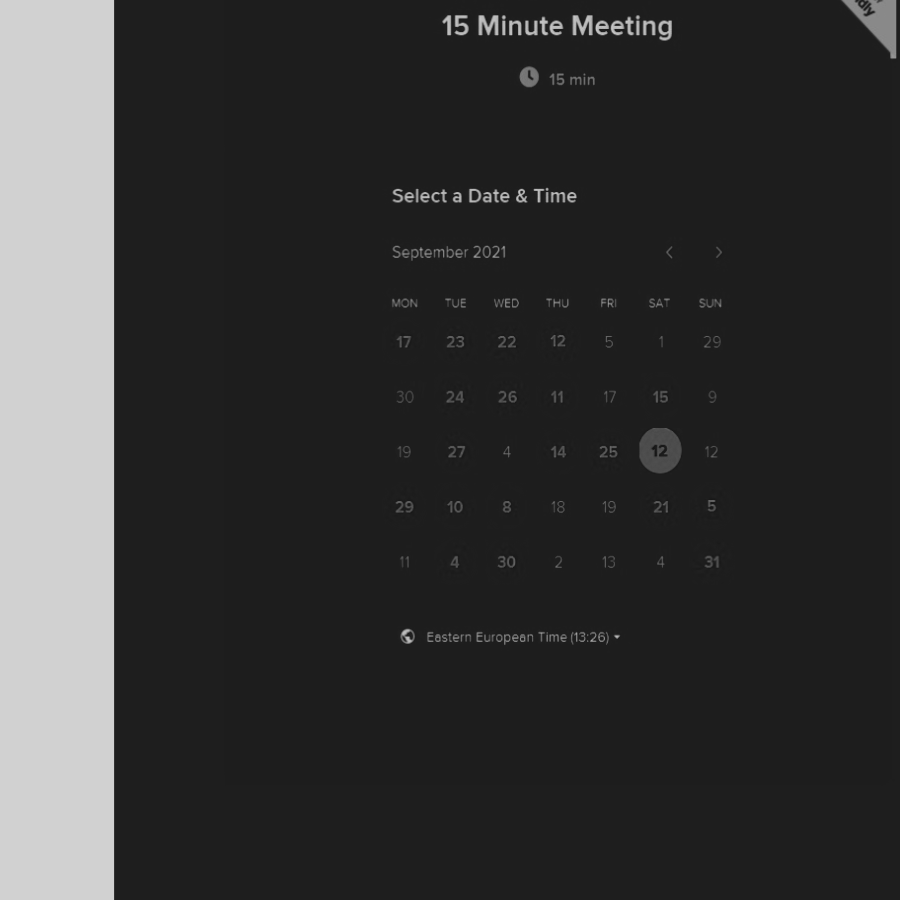 15 Minute Meeting
15 min
Select a Date & Time
September 2021
MON TUE WED THU FRI SAT SUN
17 23 22 12 5 1 29
30 24 26 11 17 15 9
19 27 4 14 25 12 12
29 10 8 18 19 21 5
11 4 30 2 13 4 31
Eastern European Time (13:26)